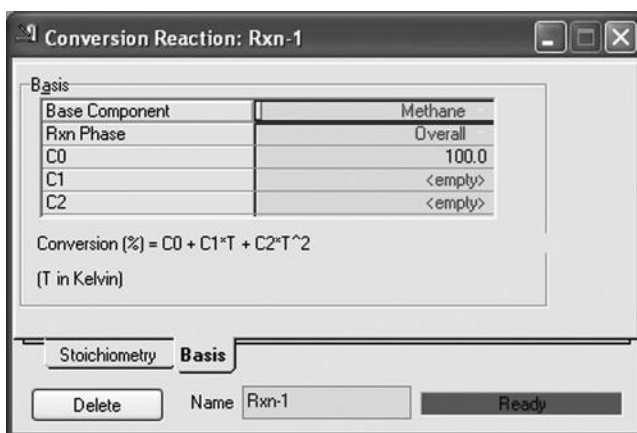 Conversion Reaction: Rxn-1
Basis
Base Component Methane
Rxn Phase Overall
C0 100.0
C1 <empty>
C2 <empty>
Conversion (%) = C0 + C1*T + C2*T^2
(T in Kelvin)
Stoichiometry Basis
Delete Name Rxn-1 Ready